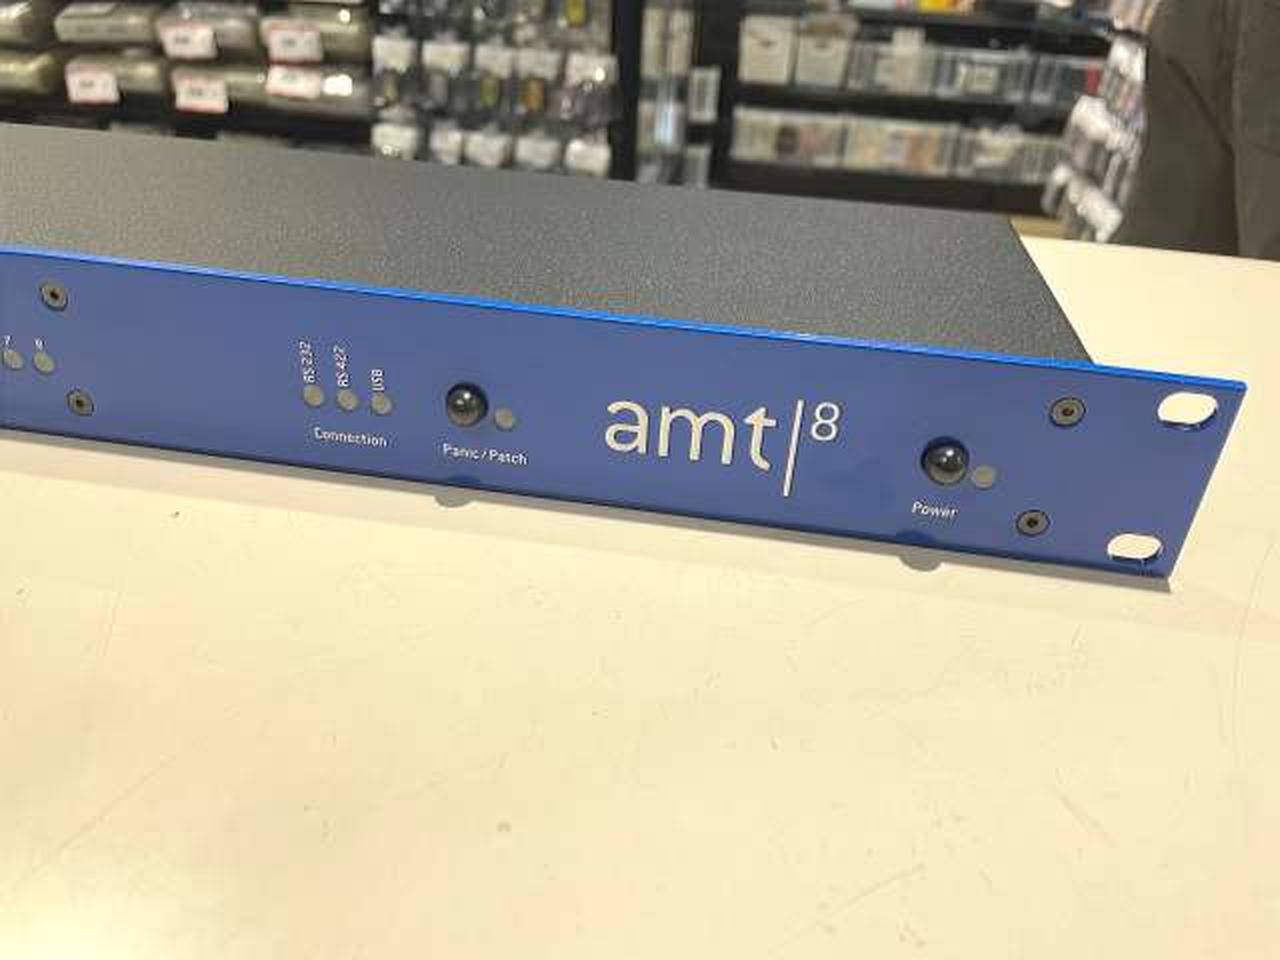 7 8
RS 232 RS 422 USB
Connection
Panic / Patch
amt|8
Power